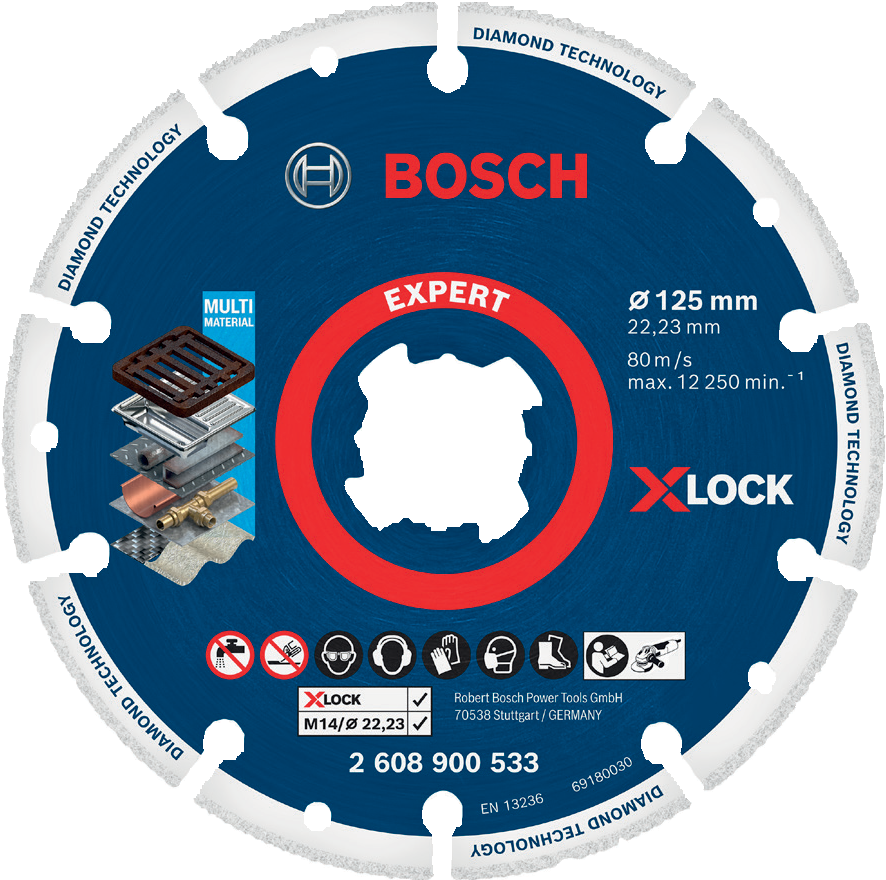 DIAMOND TECHNOLOGY
DIAMOND TECHNOLOGY
BOSCH
EXPERT
MULTI
MATERIAL
Ø 125 mm
22,23 mm
80 m/s
max. 12 250 min.⁻¹
DIAMOND TECHNOLOGY
XLOCK
XLOCK ✓
M14/Ø 22,23 ✓
Robert Bosch Power Tools GmbH
70538 Stuttgart / GERMANY
2 608 900 533
EN 13236
69180030
DIAMOND TECHNOLOGY
DIAMOND TECHNOLOGY